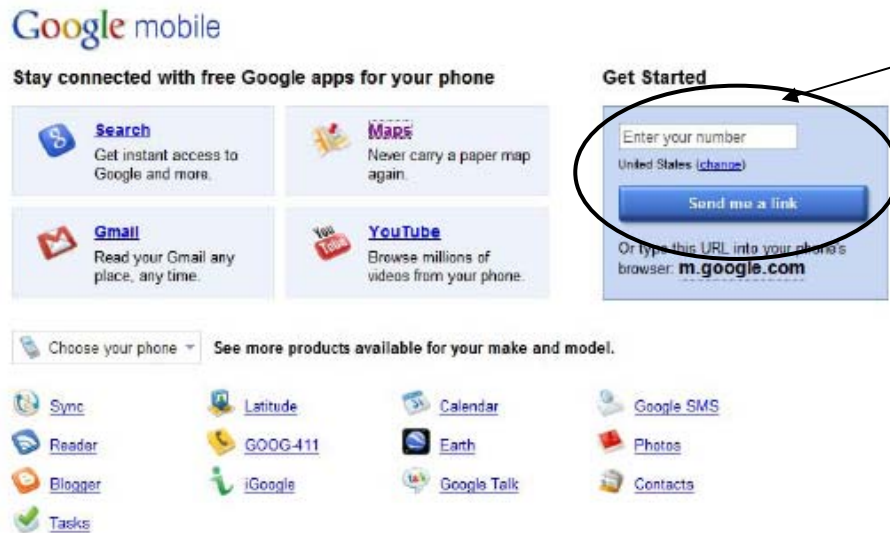 Google mobile
Stay connected with free Google apps for your phone
Search
Get instant access to
Google and more.
Maps
Never carry a paper map
again.
Gmail
Read your Gmail any
place, any time.
You Tube
YouTube
Browse millions of
videos from your phone.
Get Started
Enter your number
United States (change)
Send me a link
Or type this URL into your phone's
browser: m.google.com
Choose your phone
See more products available for your make and model.
Sync
Latitude
Calendar
Google SMS
Reader
GOOG-411
Earth
Photos
Blogger
iGoogle
Google Talk
Contacts
Tasks